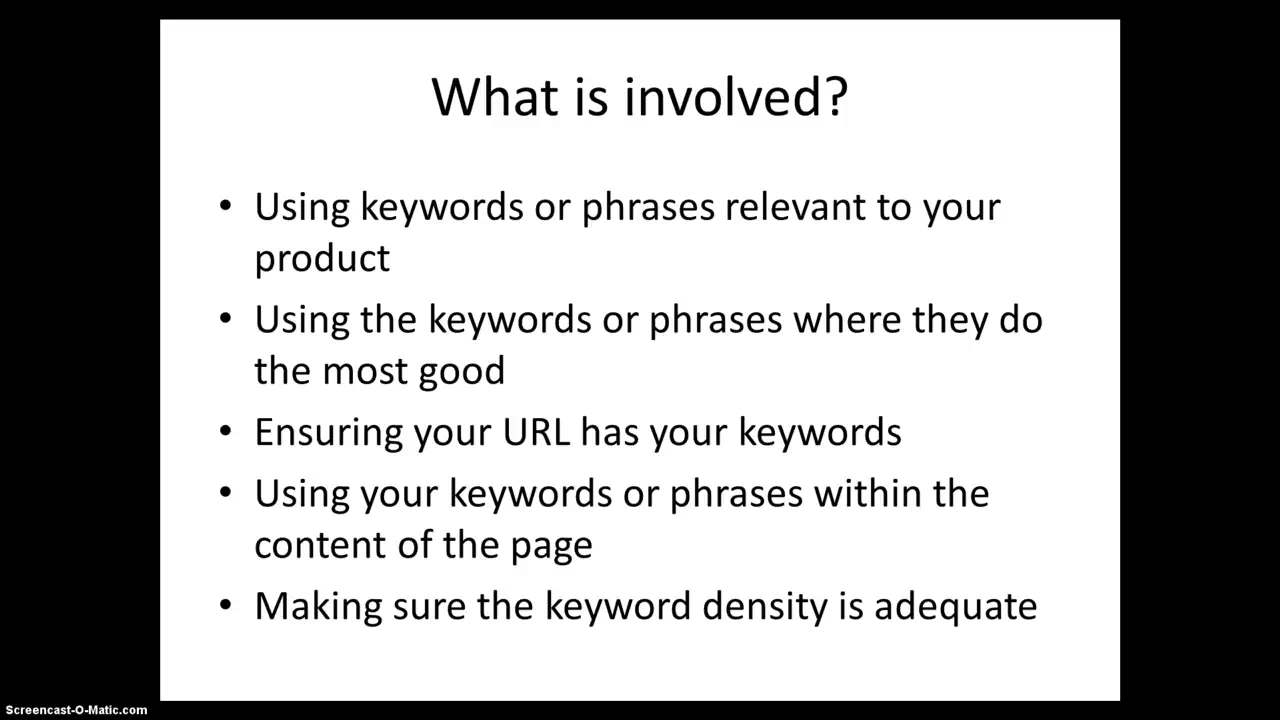 What is involved?
• Using keywords or phrases relevant to your
product
• Using the keywords or phrases where they do
the most good
• Ensuring your URL has your keywords
• Using your keywords or phrases within the
content of the page
• Making sure the keyword density is adequate
Screencast-O-Matic.com